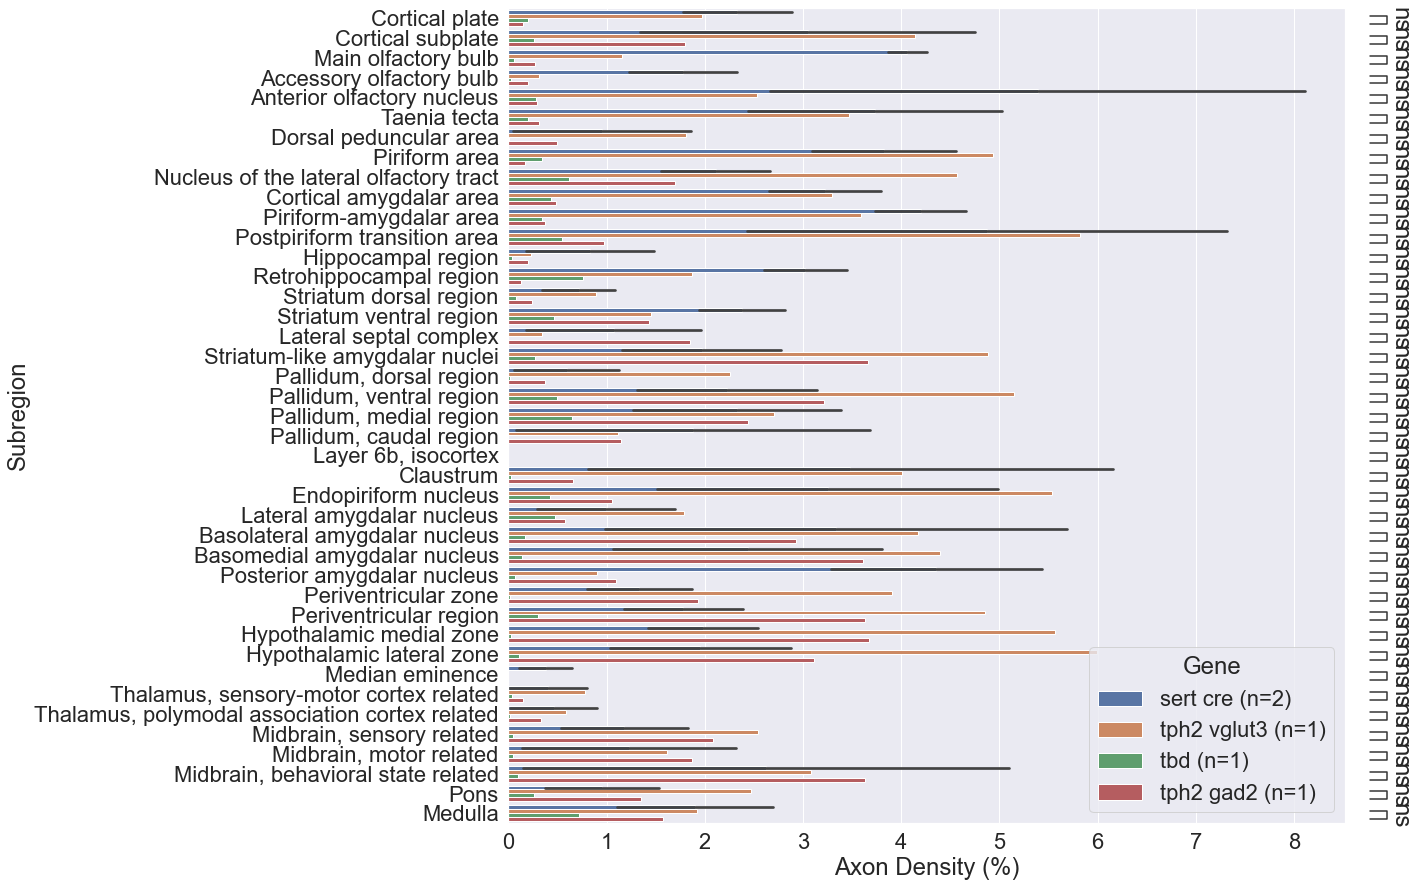 Subregion
Cortical plate
Cortical subplate
Main olfactory bulb
Accessory olfactory bulb
Anterior olfactory nucleus
Taenia tecta
Dorsal peduncular area
Piriform area
Nucleus of the lateral olfactory tract
Cortical amygdalar area
Piriform-amygdalar area
Postpiriform transition area
Hippocampal region
Retrohippocampal region
Striatum dorsal region
Striatum ventral region
Lateral septal complex
Striatum-like amygdalar nuclei
Pallidum, dorsal region
Pallidum, ventral region
Pallidum, medial region
Pallidum, caudal region
Layer 6b, isocortex
Claustrum
Endopiriform nucleus
Lateral amygdalar nucleus
Basolateral amygdalar nucleus
Basomedial amygdalar nucleus
Posterior amygdalar nucleus
Periventricular zone
Periventricular region
Hypothalamic medial zone
Hypothalamic lateral zone
Median eminence
Thalamus, sensory-motor cortex related
Thalamus, polymodal association cortex related
Midbrain, sensory related
Midbrain, motor related
Midbrain, behavioral state related
Pons
Medulla
Gene
sert cre (n=2)
tph2 vglut3 (n=1)
tbd (n=1)
tph2 gad2 (n=1)
0 1 2 3 4 5 6 7 8
Axon Density (%)